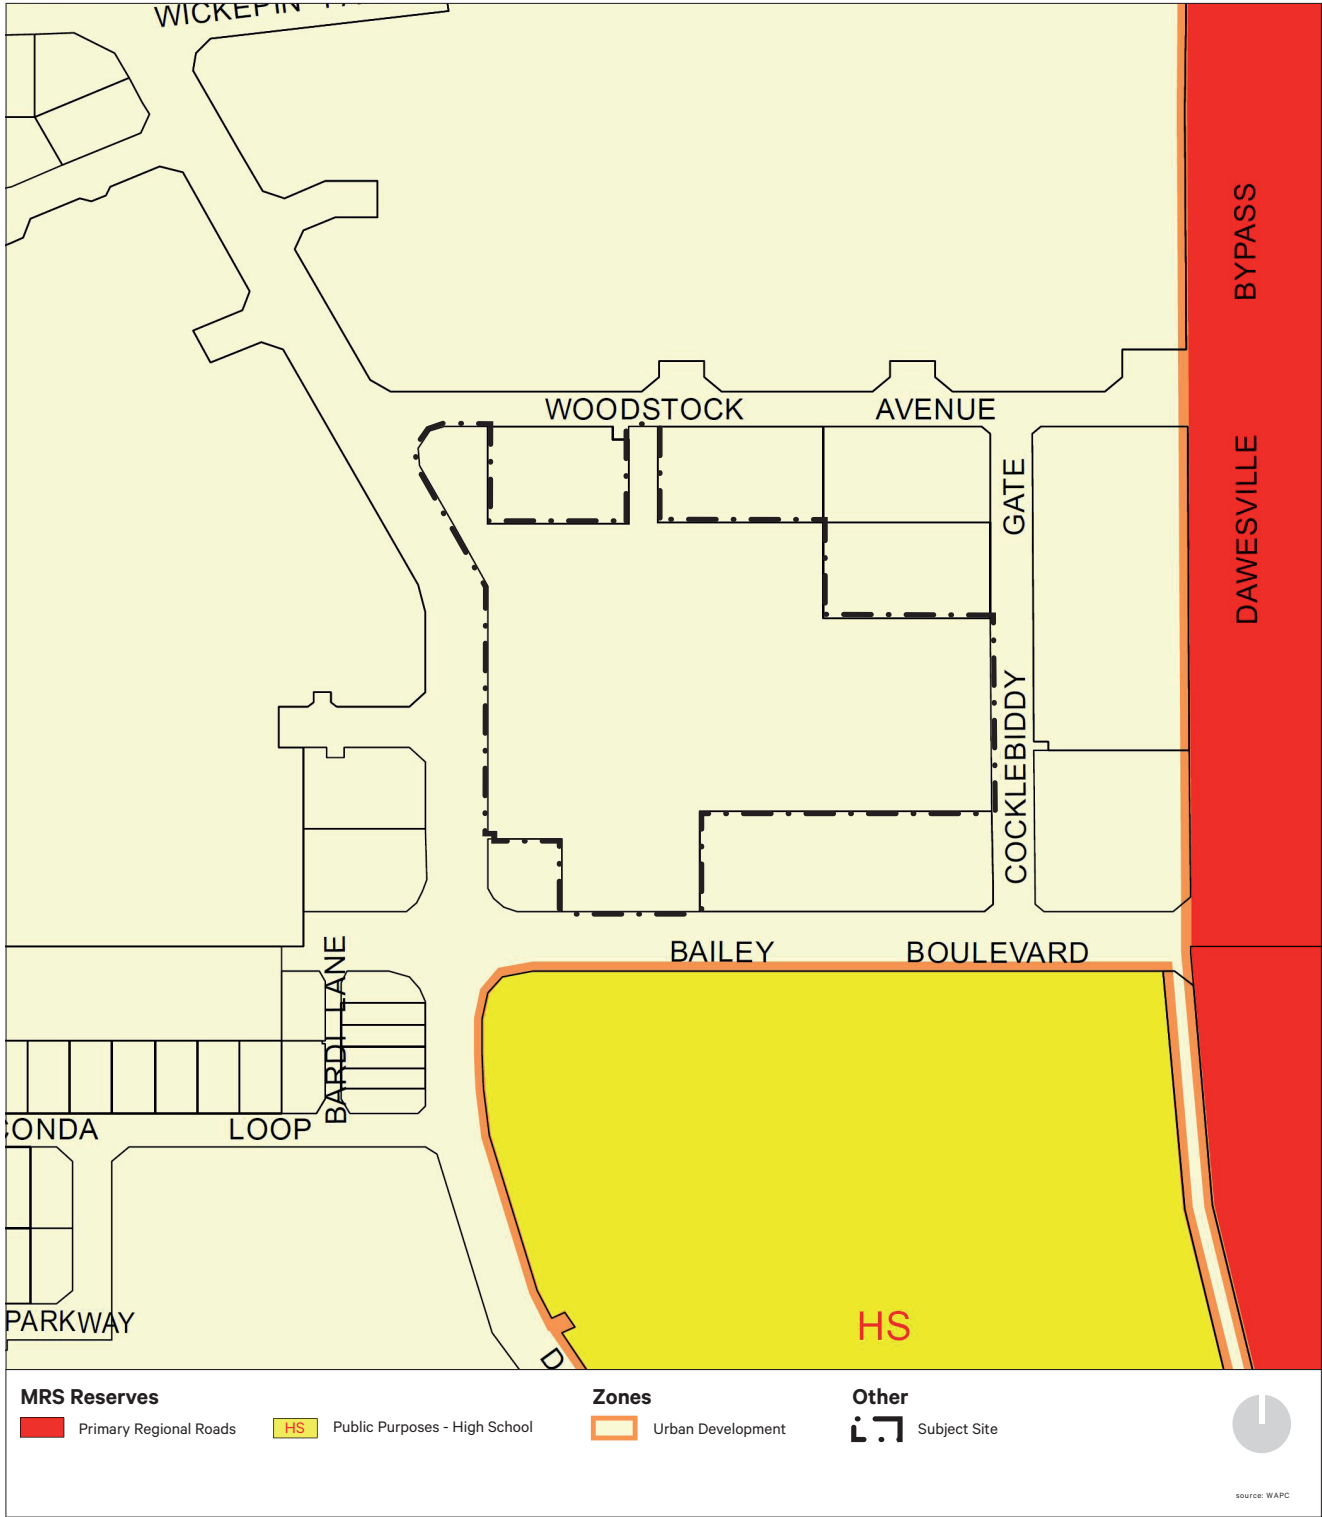 WICKEPIN
BYPASS
WOODSTOCK AVENUE
GATE
DAWESVILLE
COCKLEBIDDY
BAILEY BOULEVARD
BARDI LANE
LOOP
PARKWAY
HS
D
MRS Reserves
Primary Regional Roads
HS Public Purposes - High School
Zones
Urban Development
Other
Subject Site
source: WAPC